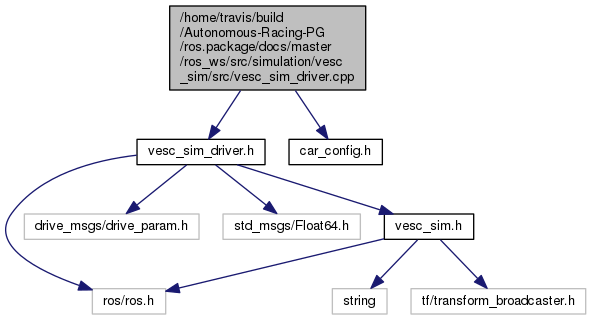 /home/travis/build
/Autonomous-Racing-PG
/ros.package/docs/master
/ros_ws/src/simulation/vesc
_sim/src/vesc_sim_driver.cpp
vesc_sim_driver.h
car_config.h
drive_msgs/drive_param.h
std_msgs/Float64.h
vesc_sim.h
ros/ros.h
string
tf/transform_broadcaster.h